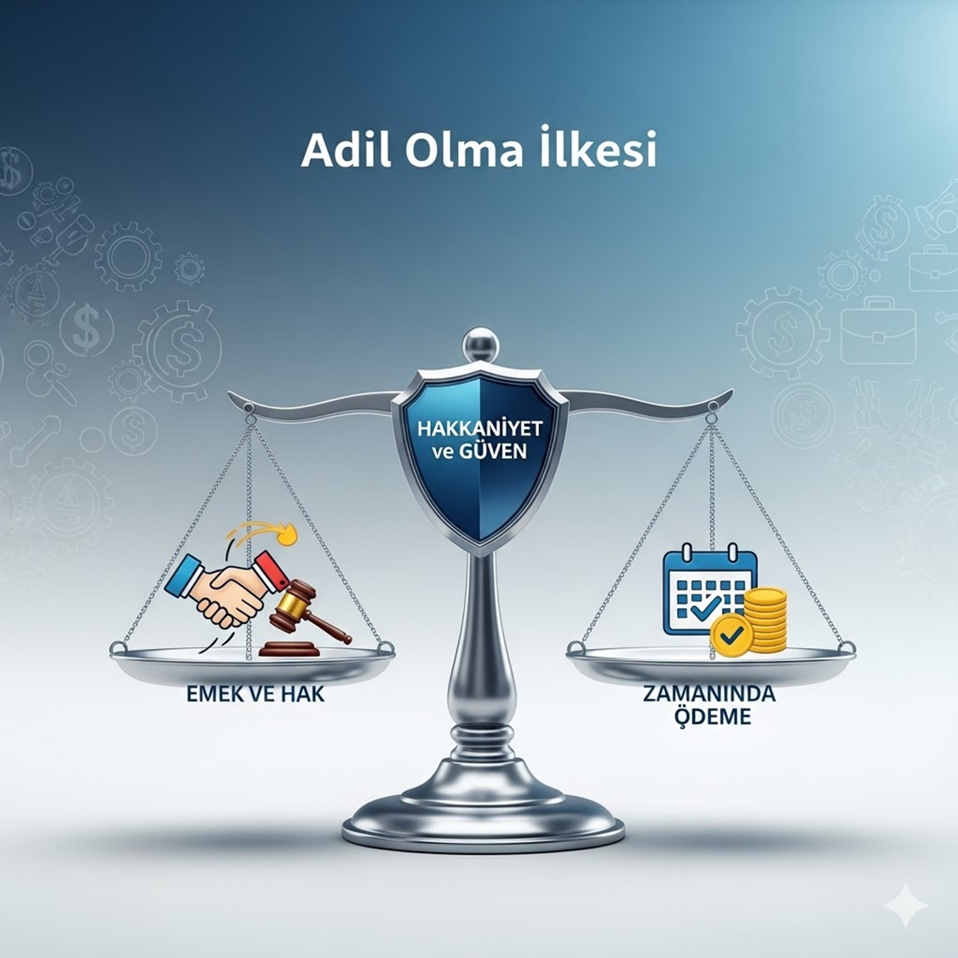 Adil Olma İlkesi
HAKKANİYET
ve GÜVEN
EMEK VE HAK
ZAMANINDA
ÖDEME